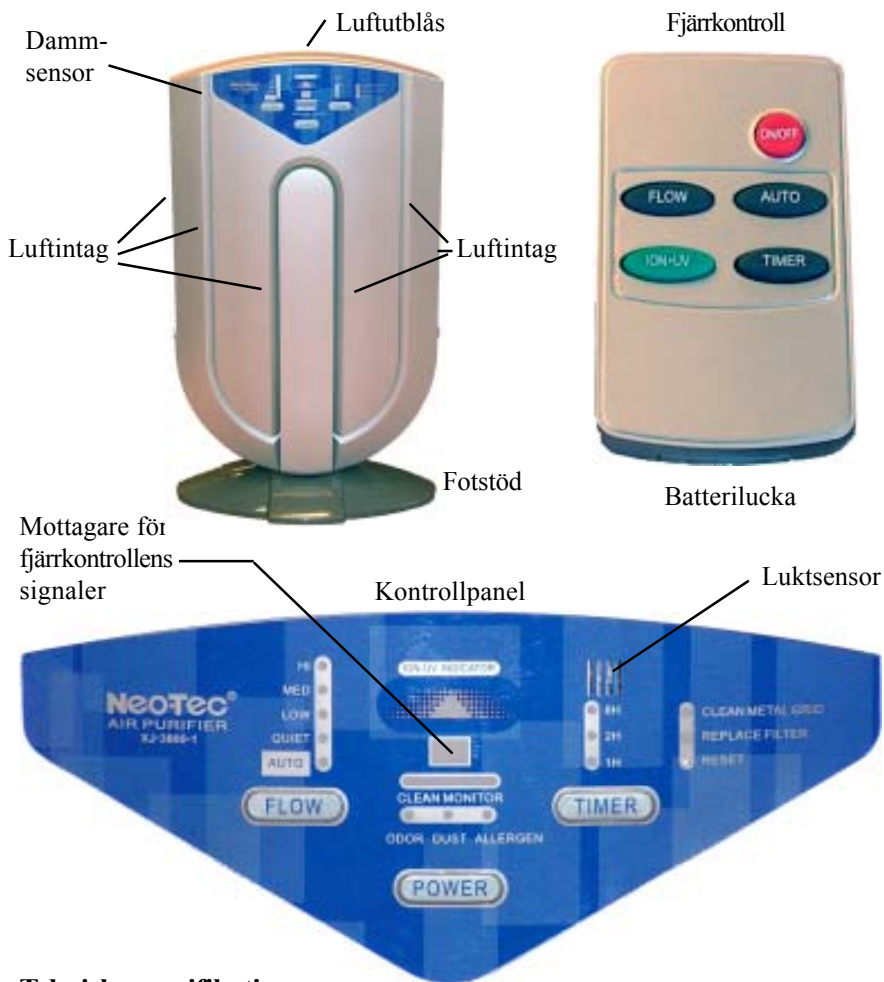 Luftutblås
Damm-
sensor
Fjärrkontroll
ON/OFF
FLOW
AUTO
ION+UV
TIMER
Luftintag
Luftintag
Fotstöd
Batterilucka
Mottagare för
fjärrkontrollens
signaler
Kontrollpanel
Luktsensor
NEOTEC®
AIR PURIFIER
HI
MED
LOW
QUIET
AUTO
FLOW
ION-UV INDICATOR
CLEAN MONITOR
ODOR DUST ALLERGEN
POWER
8H
2H
1H
TIMER
CLEAN METAL GRID
REPLACE FILTER
RESET